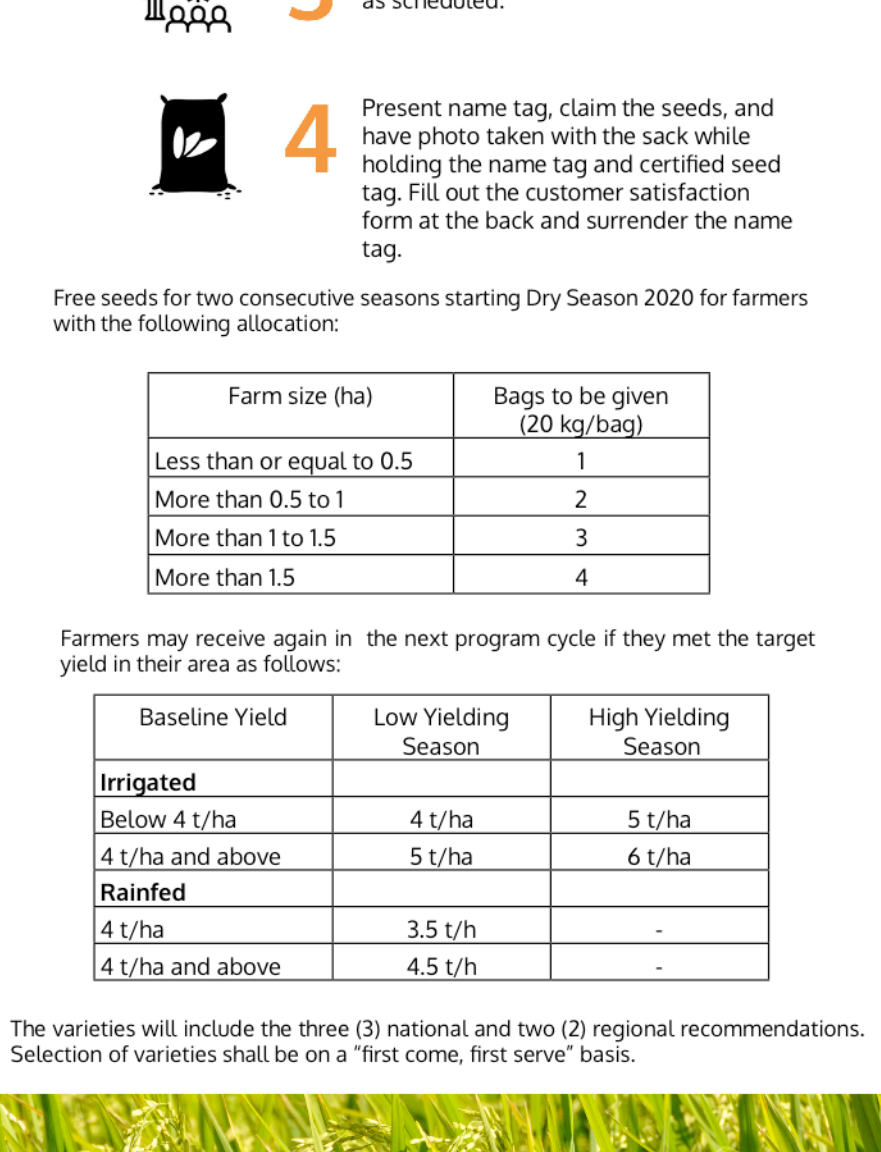 as scheduled.
4
Present name tag, claim the seeds, and
have photo taken with the sack while
holding the name tag and certified seed
tag. Fill out the customer satisfaction
form at the back and surrender the name
tag.
Free seeds for two consecutive seasons starting Dry Season 2020 for farmers
with the following allocation:
Farm size (ha) Bags to be given
(20 kg/bag)
Less than or equal to 0.5 1
More than 0.5 to 1 2
More than 1 to 1.5 3
More than 1.5 4
Farmers may receive again in the next program cycle if they met the target
yield in their area as follows:
Baseline Yield Low Yielding High Yielding
Season Season
Irrigated
Below 4 t/ha 4 t/ha 5 t/ha
4 t/ha and above 5 t/ha 6 t/ha
Rainfed
4 t/ha 3.5 t/h -
4 t/ha and above 4.5 t/h -
The varieties will include the three (3) national and two (2) regional recommendations.
Selection of varieties shall be on a “first come, first serve” basis.